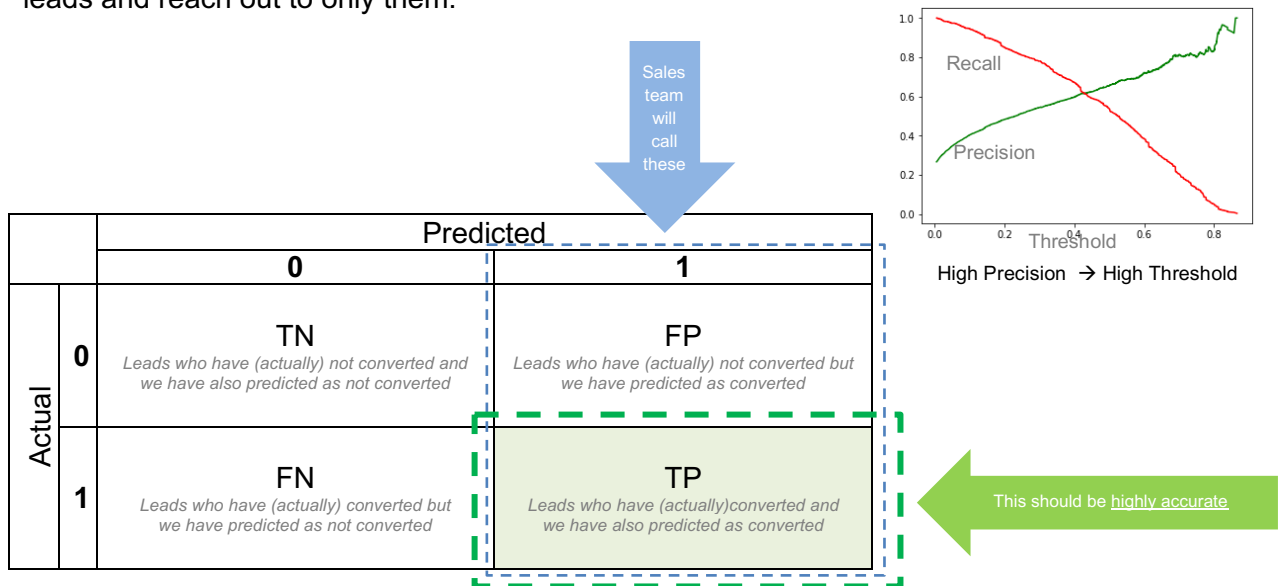 leads and reach out to only them.
Sales
team
will
call
these
1.0
0.8
0.6
0.4
0.2
0.0
Recall
Precision
0.0 0.2 0.4 0.6 0.8
Threshold
High Precision → High Threshold
Predicted
0 1
Actual
0
TN
Leads who have (actually) not converted and
we have also predicted as not converted
FP
Leads who have (actually) not converted but
we have predicted as converted
1
FN
Leads who have (actually) converted but
we have predicted as not converted
TP
Leads who have (actually)converted and
we have also predicted as converted
This should be highly accurate